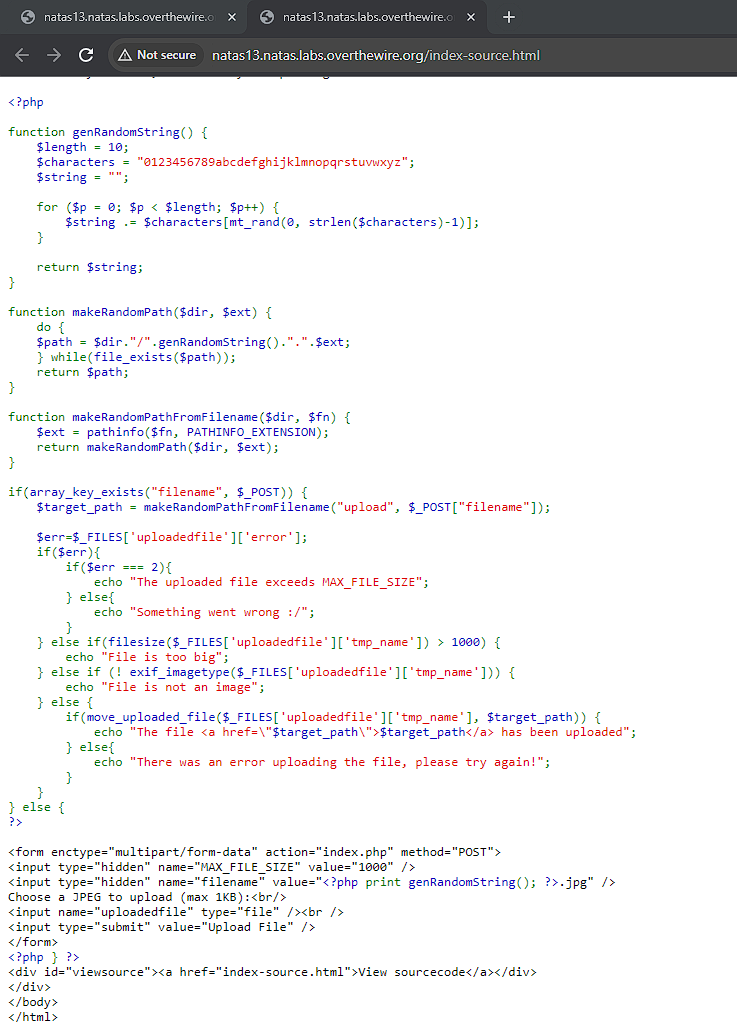 natas13.natas.labs.overthewire.o
natas13.natas.labs.overthewire.o
Not secure
natas13.natas.labs.overthewire.org/index-source.html
<?php
function genRandomString() {
    $length = 10;
    $characters = "0123456789abcdefghijklmnopqrstuvwxyz";
    $string = "";
    for ($p = 0; $p < $length; $p++) {
        $string .= $characters[mt_rand(0, strlen($characters)-1)];
    }
    return $string;
}
function makeRandomPath($dir, $ext) {
    do {
    $path = $dir."/".genRandomString().".".$ext;
    } while(file_exists($path));
    return $path;
}
function makeRandomPathFromFilename($dir, $fn) {
    $ext = pathinfo($fn, PATHINFO_EXTENSION);
    return makeRandomPath($dir, $ext);
}
if(array_key_exists("filename", $_POST)) {
    $target_path = makeRandomPathFromFilename("upload", $_POST["filename"]);
    $err=$_FILES['uploadedfile']['error'];
    if($err){
        if($err === 2){
            echo "The uploaded file exceeds MAX_FILE_SIZE";
        } else{
            echo "Something went wrong :/";
        }
    } else if(filesize($_FILES['uploadedfile']['tmp_name']) > 1000) {
        echo "File is too big";
    } else if (! exif_imagetype($_FILES['uploadedfile']['tmp_name'])) {
        echo "File is not an image";
    } else {
        if(move_uploaded_file($_FILES['uploadedfile']['tmp_name'], $target_path)) {
            echo "The file <a href=\"$target_path\">$target_path</a> has been uploaded";
        } else{
            echo "There was an error uploading the file, please try again!";
        }
    }
} else {
?>
<form enctype="multipart/form-data" action="index.php" method="POST">
<input type="hidden" name="MAX_FILE_SIZE" value="1000" />
<input type="hidden" name="filename" value="<?php print genRandomString(); ?>.jpg" />
Choose a JPEG to upload (max 1KB):<br/>
<input name="uploadedfile" type="file" /><br />
<input type="submit" value="Upload File" />
</form>
<?php } ?>
<div id="viewsource"><a href="index-source.html">View sourcecode</a></div>
</div>
</body>
</html>